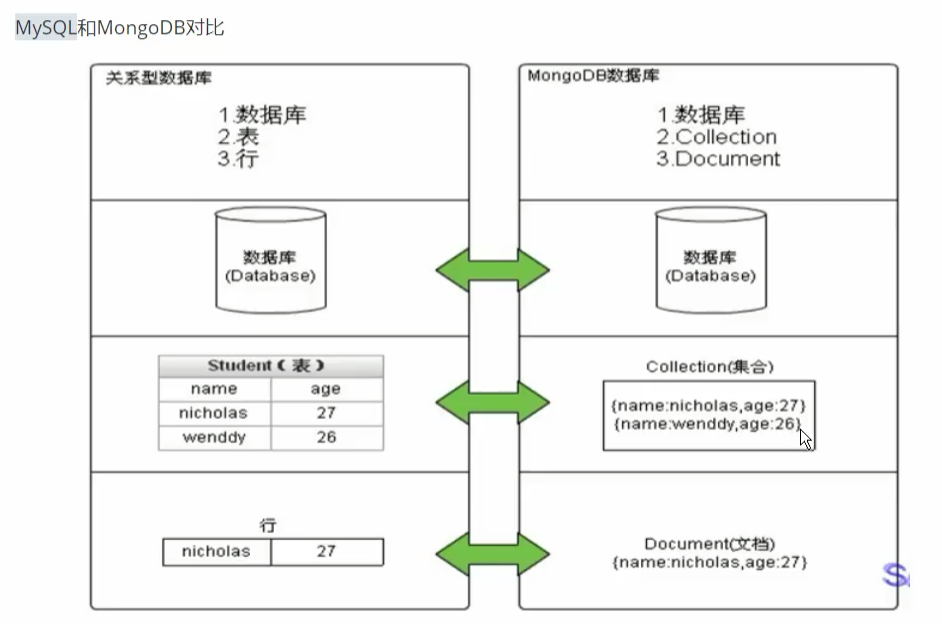 MySQL和MongoDB对比
关系型数据库
1.数据库
2.表
3.行
MongoDB数据库
1.数据库
2.Collection
3.Document
数据库
(Database)
数据库
(Database)
Student（表）
name age
nicholas 27
wenddy 26
Collection(集合)
{name:nicholas,age:27}
{name:wenddy,age:26}
行
nicholas 27
Document(文档)
{name:nicholas,age:27}